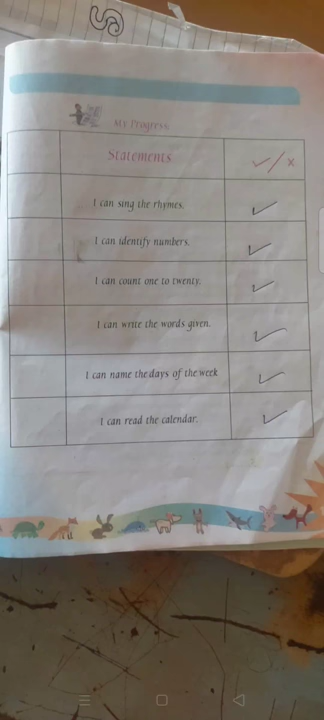 My Progress:
Statements ✓/×
I can sing the rhymes. ✓
I can identify numbers. ✓
I can count one to twenty. ✓
I can write the words given. ✓
I can name the days of the week ✓
I can read the calendar. ✓